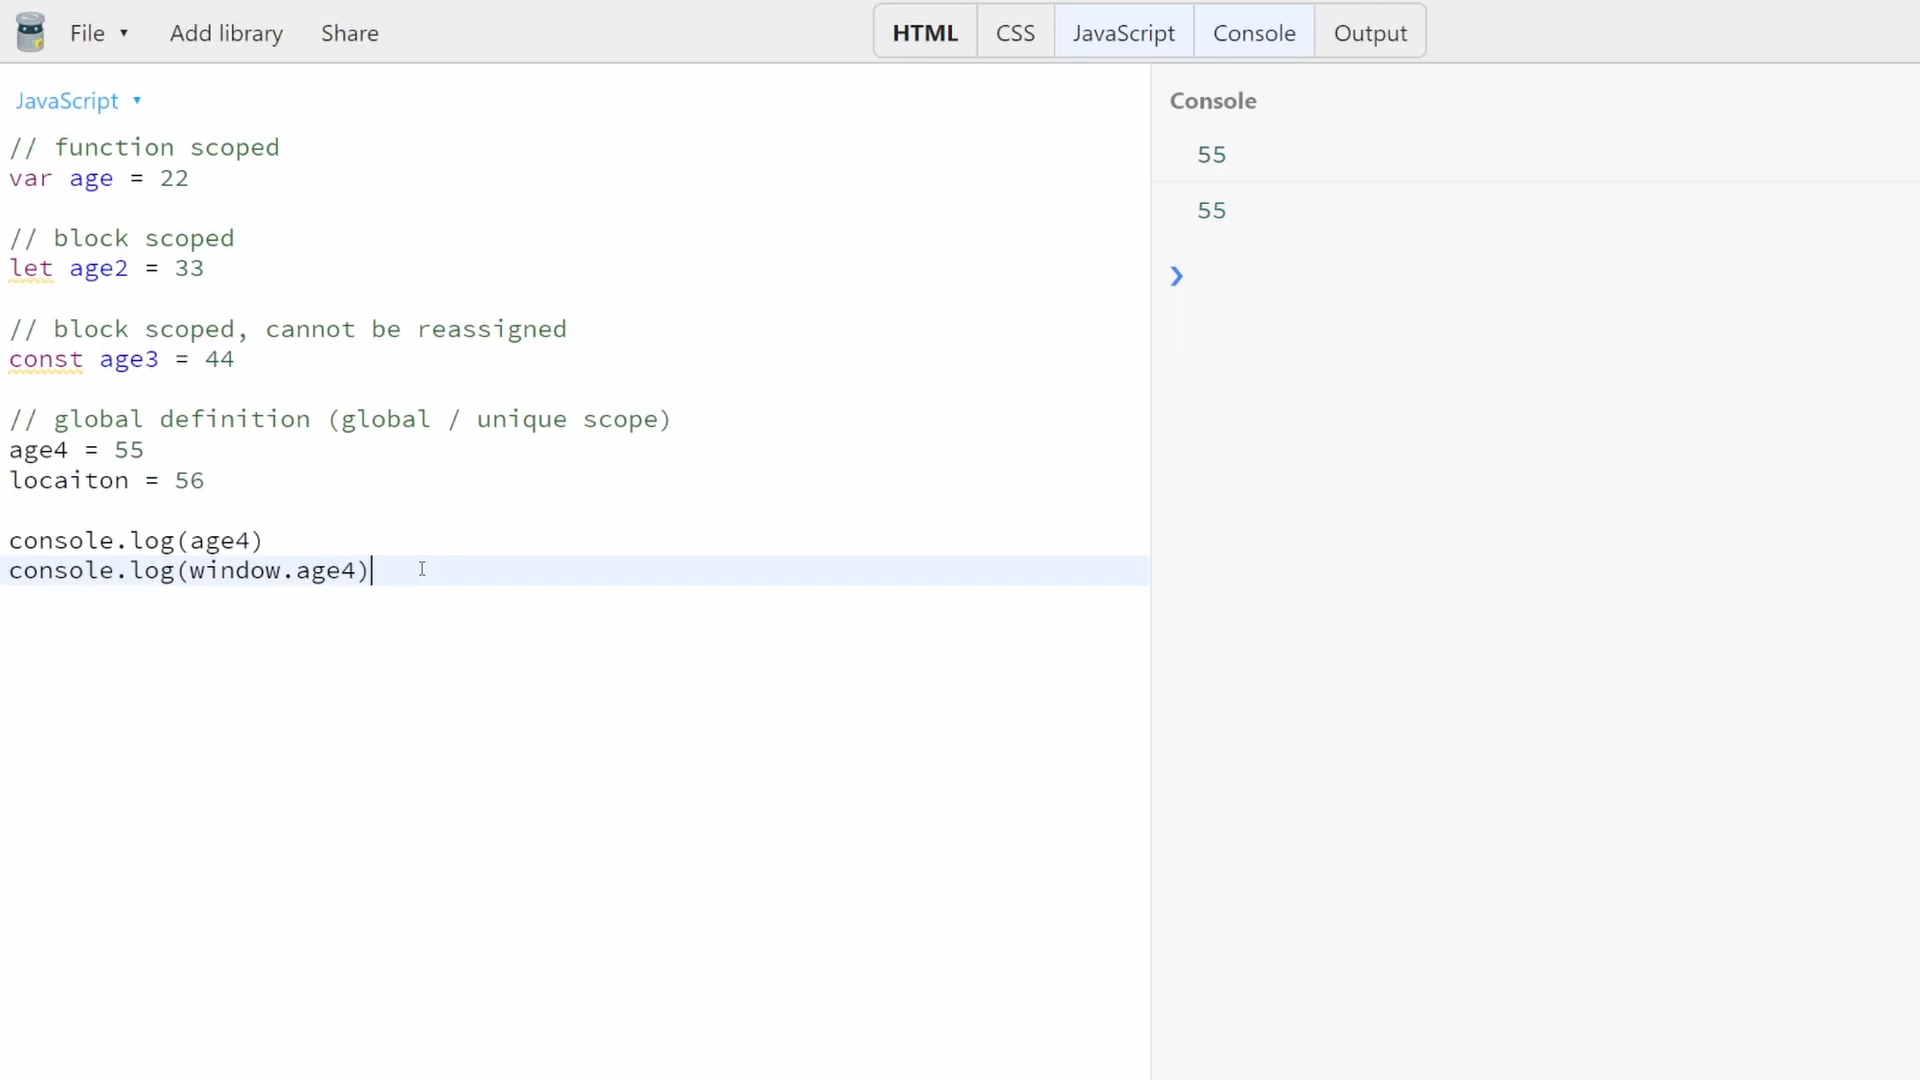 File ▼ Add library Share HTML CSS JavaScript Console Output
JavaScript ▼
// function scoped
var age = 22
// block scoped
let age2 = 33
// block scoped, cannot be reassigned
const age3 = 44
// global definition (global / unique scope)
age4 = 55
locaiton = 56
console.log(age4)
console.log(window.age4)
Console
55
55
❯